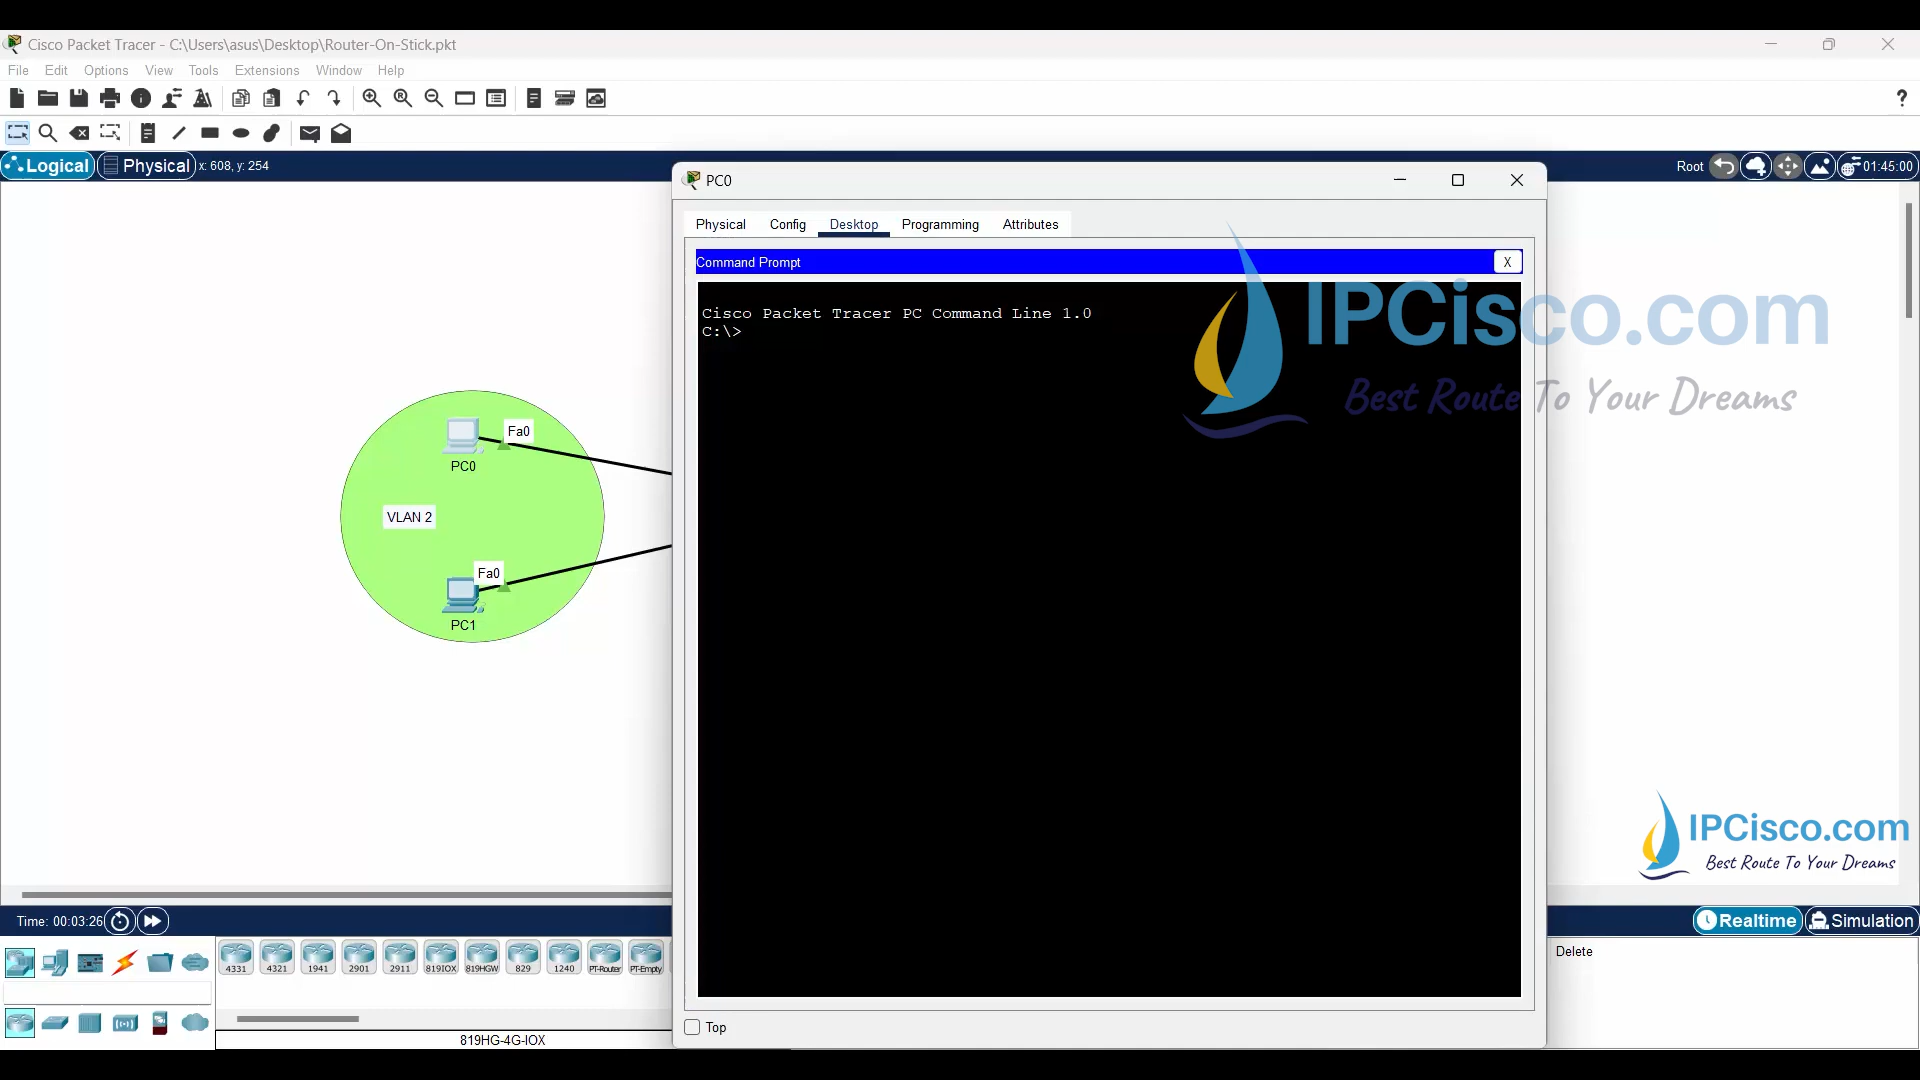 Cisco Packet Tracer - C:\Users\asus\Desktop\Router-On-Stick.pkt
File Edit Options View Tools Extensions Window Help
?
Logical Physical x: 608, y: 254
Root 01:45:00
PC0
Physical Config Desktop Programming Attributes
Command Prompt X
Cisco Packet Tracer PC Command Line 1.0
C:\>
IPCisco.com
Best Route To Your Dreams
Fa0
PC0
VLAN 2
Fa0
PC1
IPCisco.com
Best Route To Your Dreams
Time: 00:03:26
Realtime Simulation
4331 4321 1941 2901 2911 819IOX 819HGW 829 1240 PT-Router PT-Empty
Delete
Top
819HG-4G-IOX